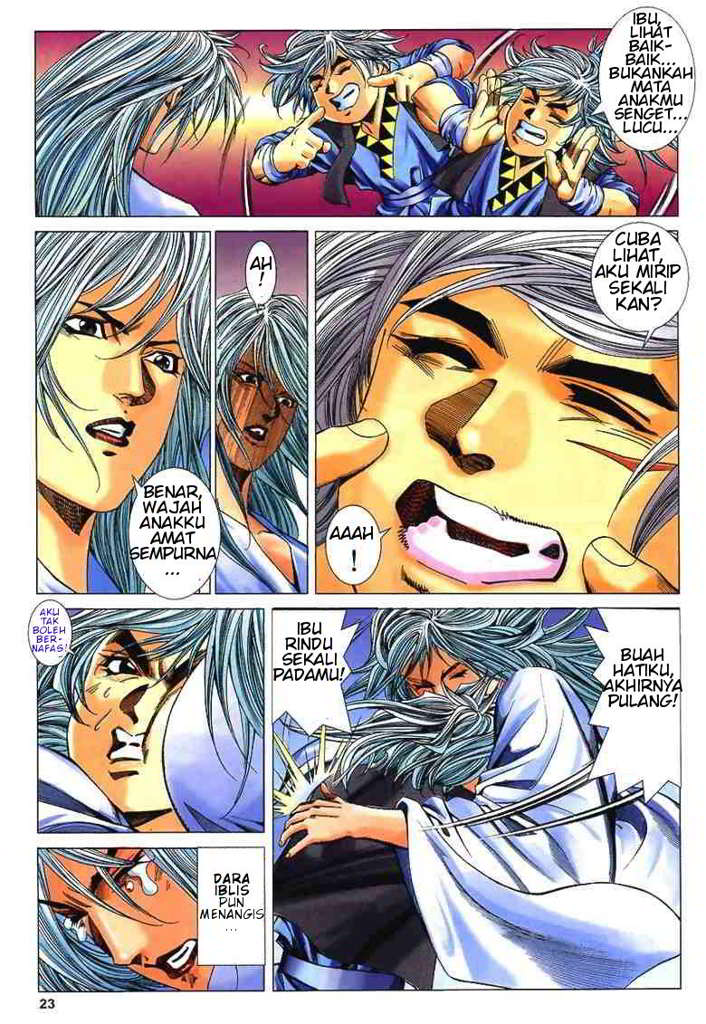 IBU,
LIHAT
BAIK-
BAIK...
BUKANKAH
MATA
ANAKMU
SENGET...
LUCU...
BENAR,
WAJAH
ANAKKU
AMAT
SEMPURNA
...
AH
!
CUBA
LIHAT,
AKU MIRIP
SEKALI
KAN?
AAAH
!
AKU
TAK
BOLEH
BER-
NAFAS!
IBU
RINDU
SEKALI
PADAMU!
BUAH
HATIKU,
AKHIRNYA
PULANG!
DARA
IBLIS
PUN
MENANGIS
...
23